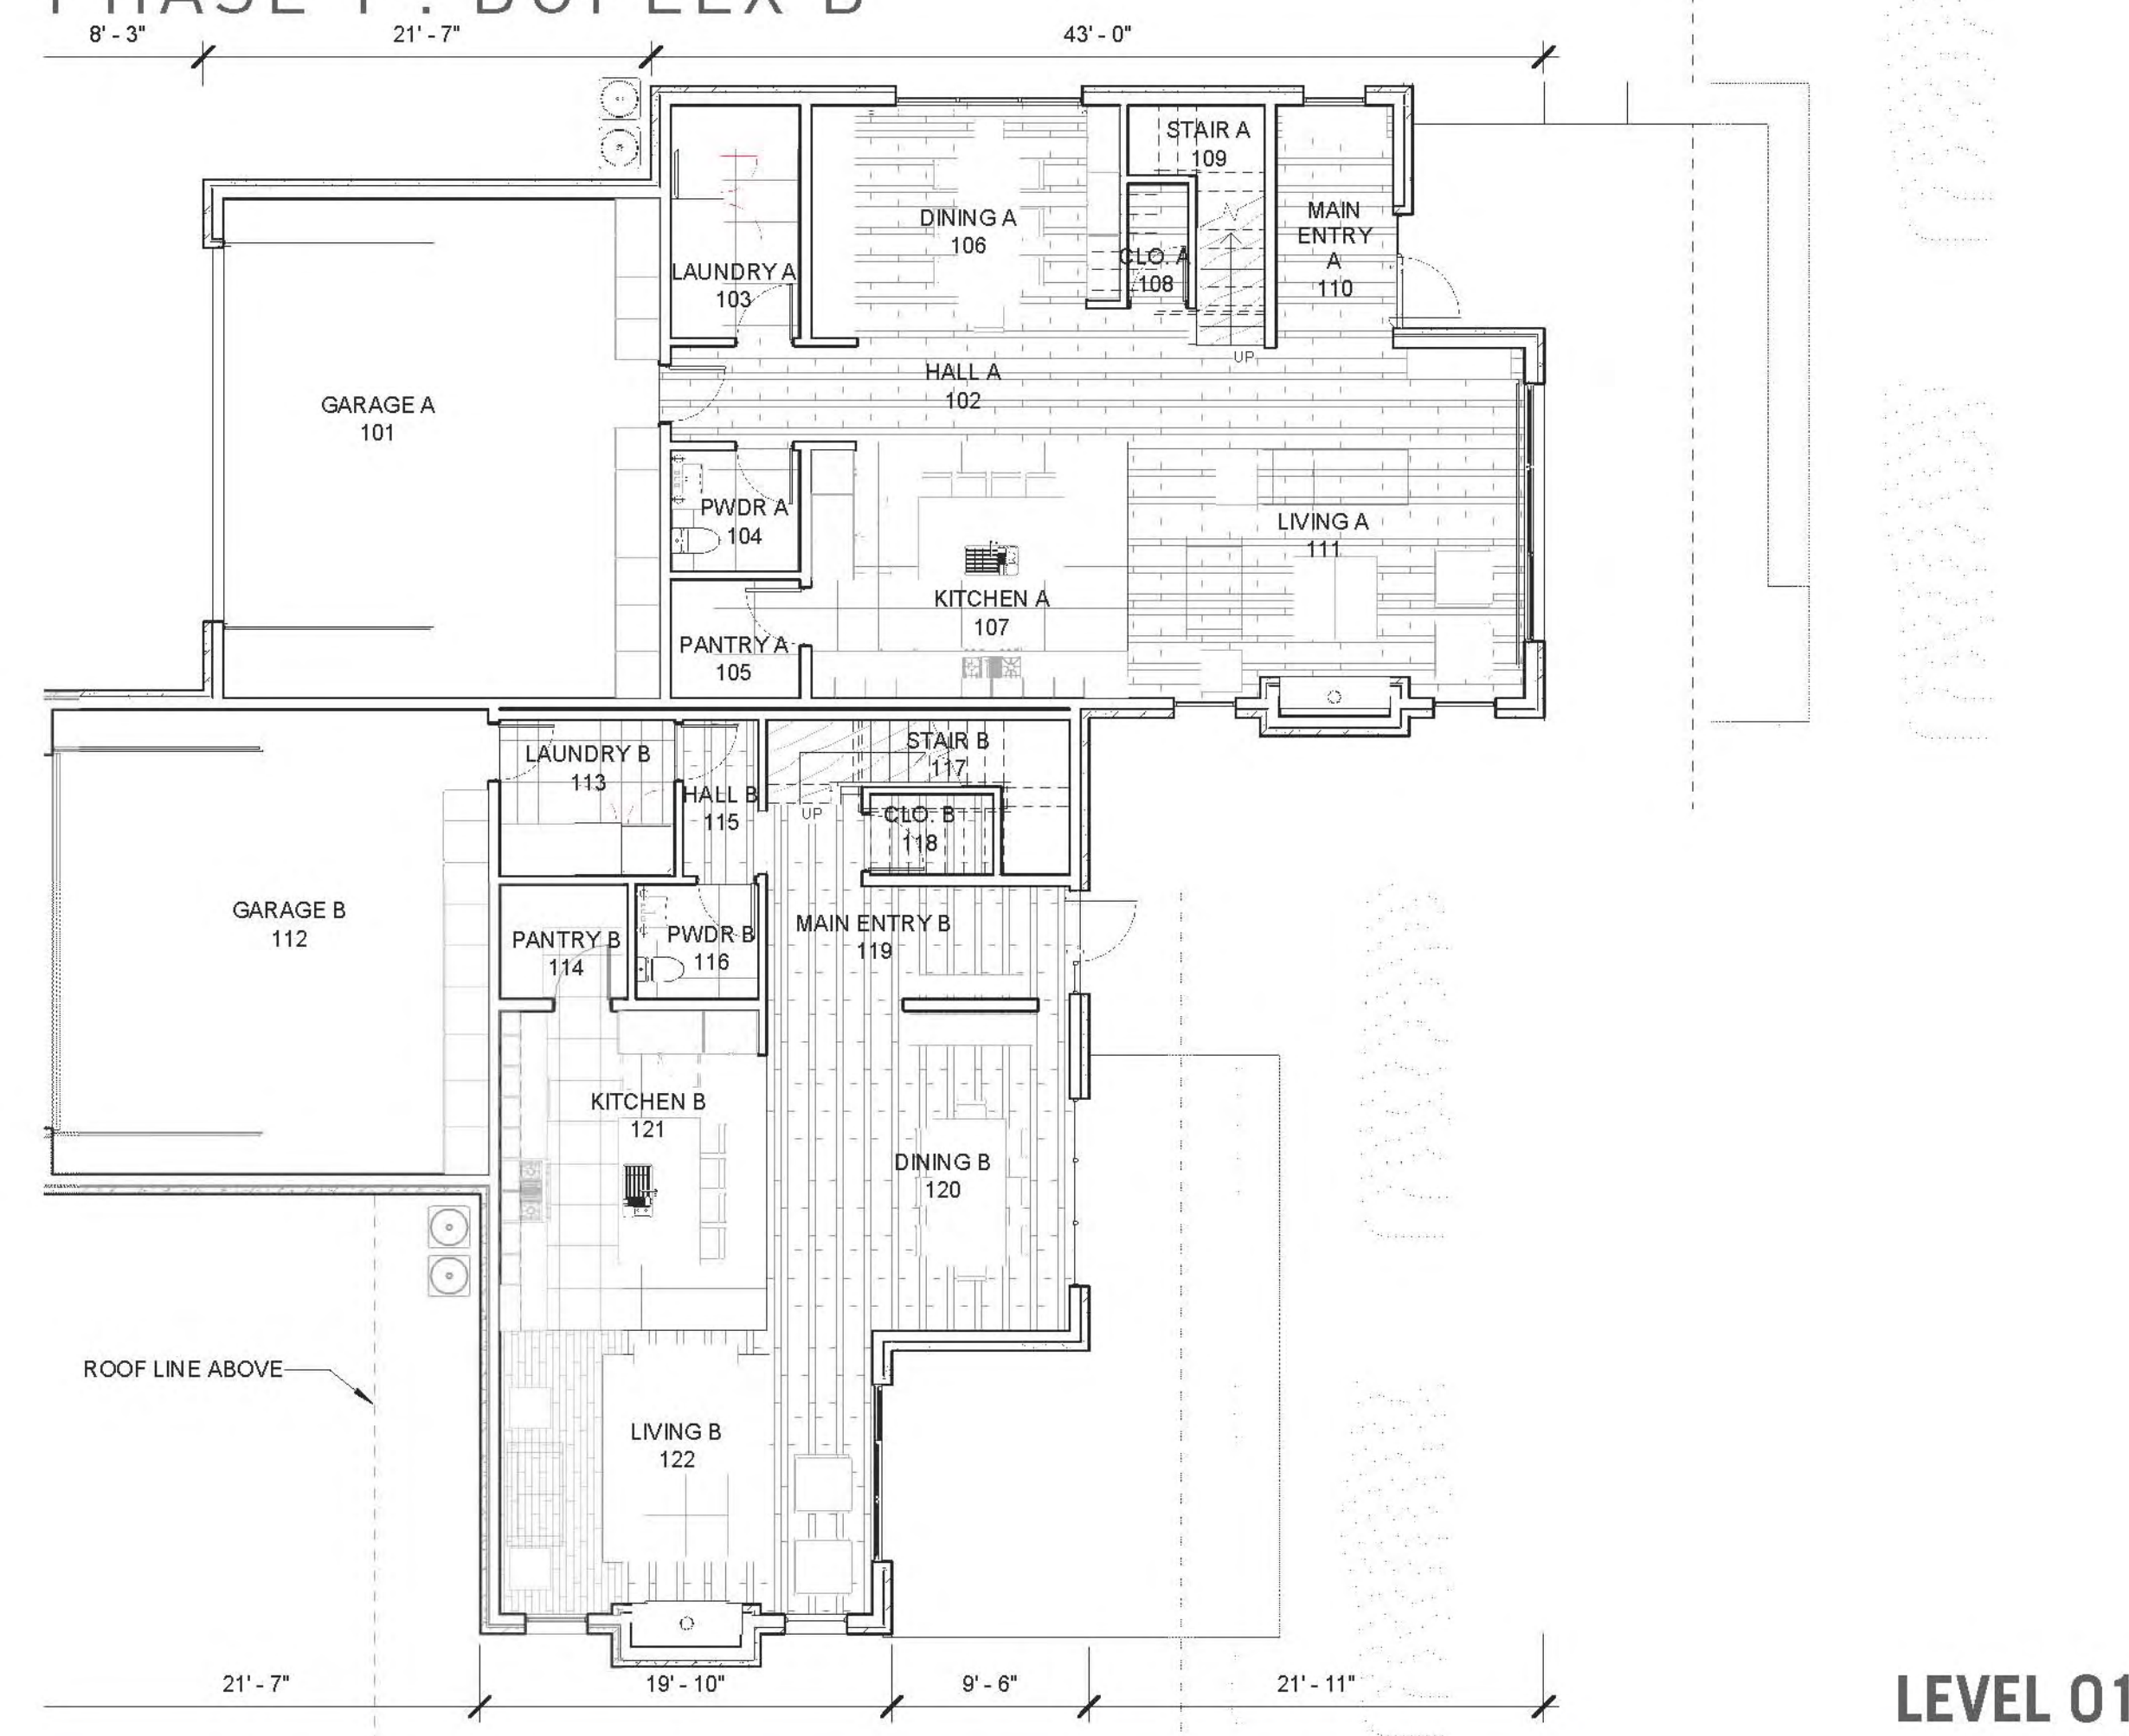 PHASE 1 : DUPLEX B
8' - 3"
21' - 7"
43' - 0"
STAIR A
109
MAIN
ENTRY
A
110
DINING A
106
CLO. A
108
LAUNDRY A
103
UP
HALL A
102
GARAGE A
101
PWDR A
104
LIVING A
111
KITCHEN A
107
PANTRY A
105
STAIR B
117
LAUNDRY B
113
HALL B
115
UP
CLO. B
118
GARAGE B
112
MAIN ENTRY B
119
PANTRY B
114
PWDR B
116
KITCHEN B
121
DINING B
120
ROOF LINE ABOVE
LIVING B
122
21' - 7"
19' - 10"
9' - 6"
21' - 11"
LEVEL 01